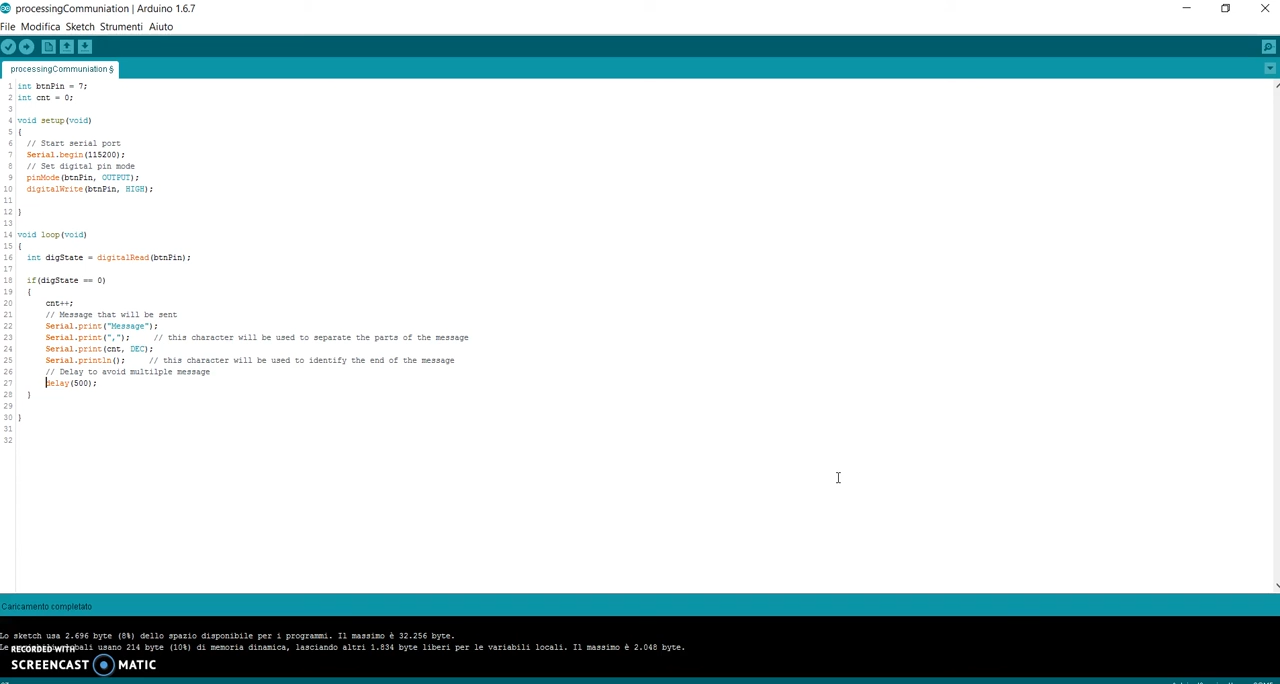 processingCommuniation | Arduino 1.6.7
File Modifica Sketch Strumenti Aiuto
processingCommuniation §
1 int btnPin = 7;
2 int cnt = 0;
3
4 void setup(void)
5 {
6 // Start serial port
7 Serial.begin(115200);
8 // Set digital pin mode
9 pinMode(btnPin, OUTPUT);
10 digitalWrite(btnPin, HIGH);
11
12 }
13
14 void loop(void)
15 {
16 int digState = digitalRead(btnPin);
17
18 if(digState == 0)
19 {
20 cnt++;
21 // Message that will be sent
22 Serial.print("Message");
23 Serial.print(","); // this character will be used to separate the parts of the message
24 Serial.print(cnt, DEC);
25 Serial.println(); // this character will be used to identify the end of the message
26 // Delay to avoid multilple message
27 delay(500);
28 }
29
30 }
31
32
Caricamento completato
Lo sketch usa 2.696 byte (8%) dello spazio disponibile per i programmi. Il massimo è 32.256 byte.
Le usano 214 byte (10%) di memoria dinamica, lasciando altri 1.834 byte liberi per le variabili locali. Il massimo è 2.048 byte.
RECORDED WITH
SCREENCAST MATIC